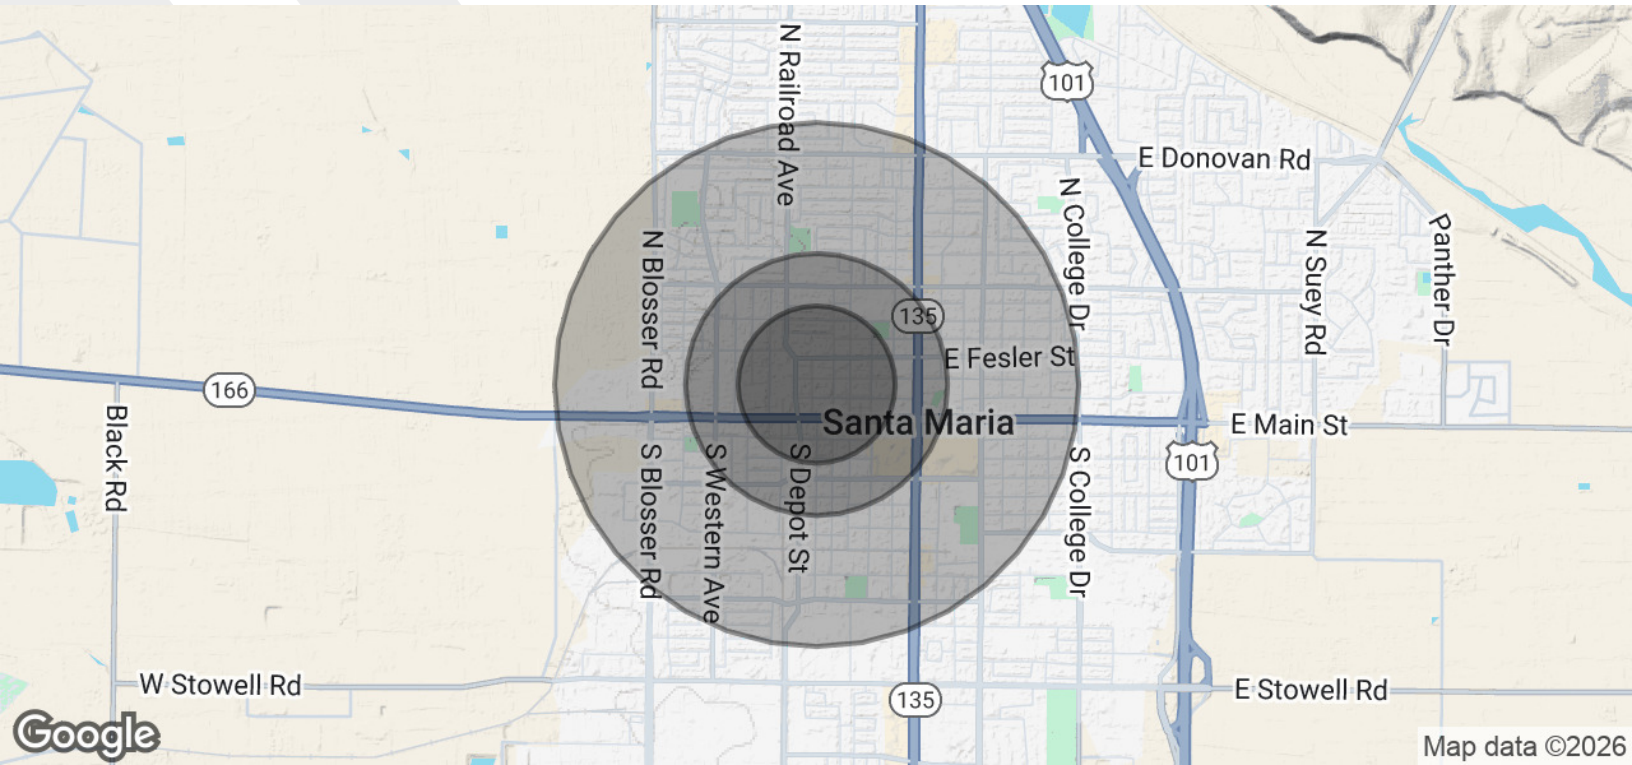 N Railroad Ave
101
E Donovan Rd
N College Dr
Panther Dr
N Blosser Rd
N Suey Rd
135
E Fesler St
166
Black Rd
Santa Maria
E Main St
S Blosser Rd
S Western Ave
S Depot St
S College Dr
101
W Stowell Rd
135
E Stowell Rd
Google
Map data ©2026